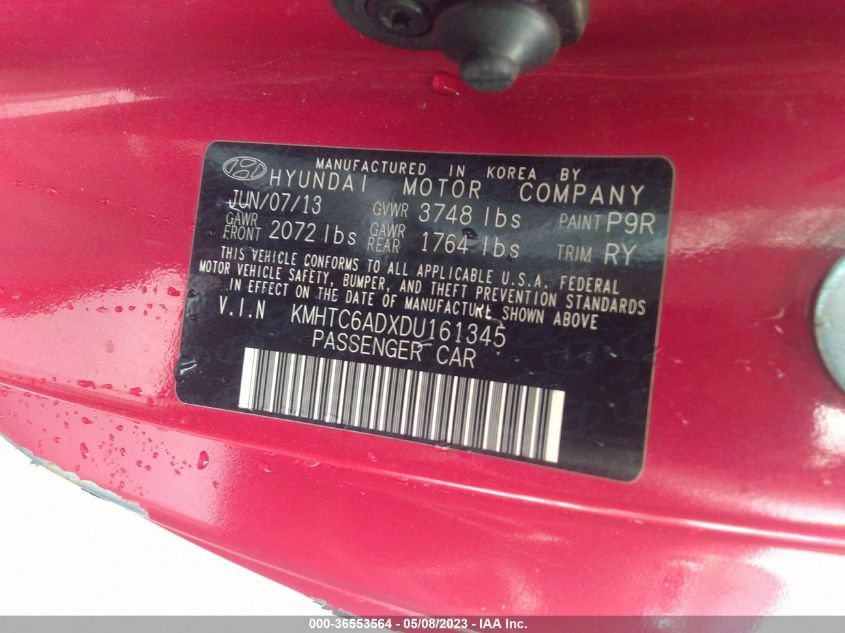 MANUFACTURED IN KOREA BY
HYUNDAI MOTOR COMPANY
JUN/07/13 GVWR 3748 lbs PAINT P9R
GAWR FRONT 2072 lbs GAWR REAR 1764 lbs TRIM RY
THIS VEHICLE CONFORMS TO ALL APPLICABLE U.S.A. FEDERAL
MOTOR VEHICLE SAFETY, BUMPER, AND THEFT PREVENTION STANDARDS
IN EFFECT ON THE DATE OF MANUFACTURE SHOWN ABOVE
V.I.N KMHTC6ADXDU161345
PASSENGER CAR
000-36553564 - 05/08/2023 - IAA Inc.